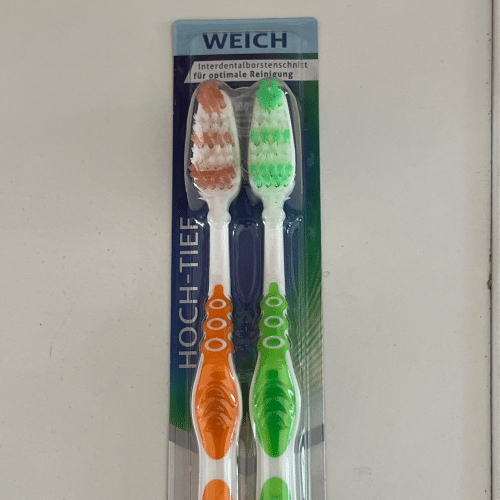 WEICH
Interdentalborstenschnitt
für optimale Reinigung
HOCH-TIEF